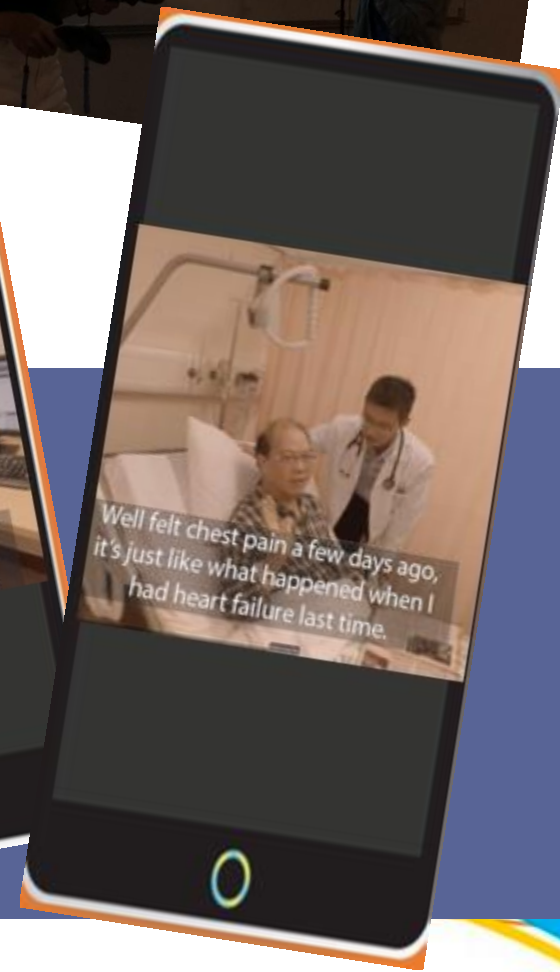 Well felt chest pain a few days ago,
it's just like what happened when I
had heart failure last time.